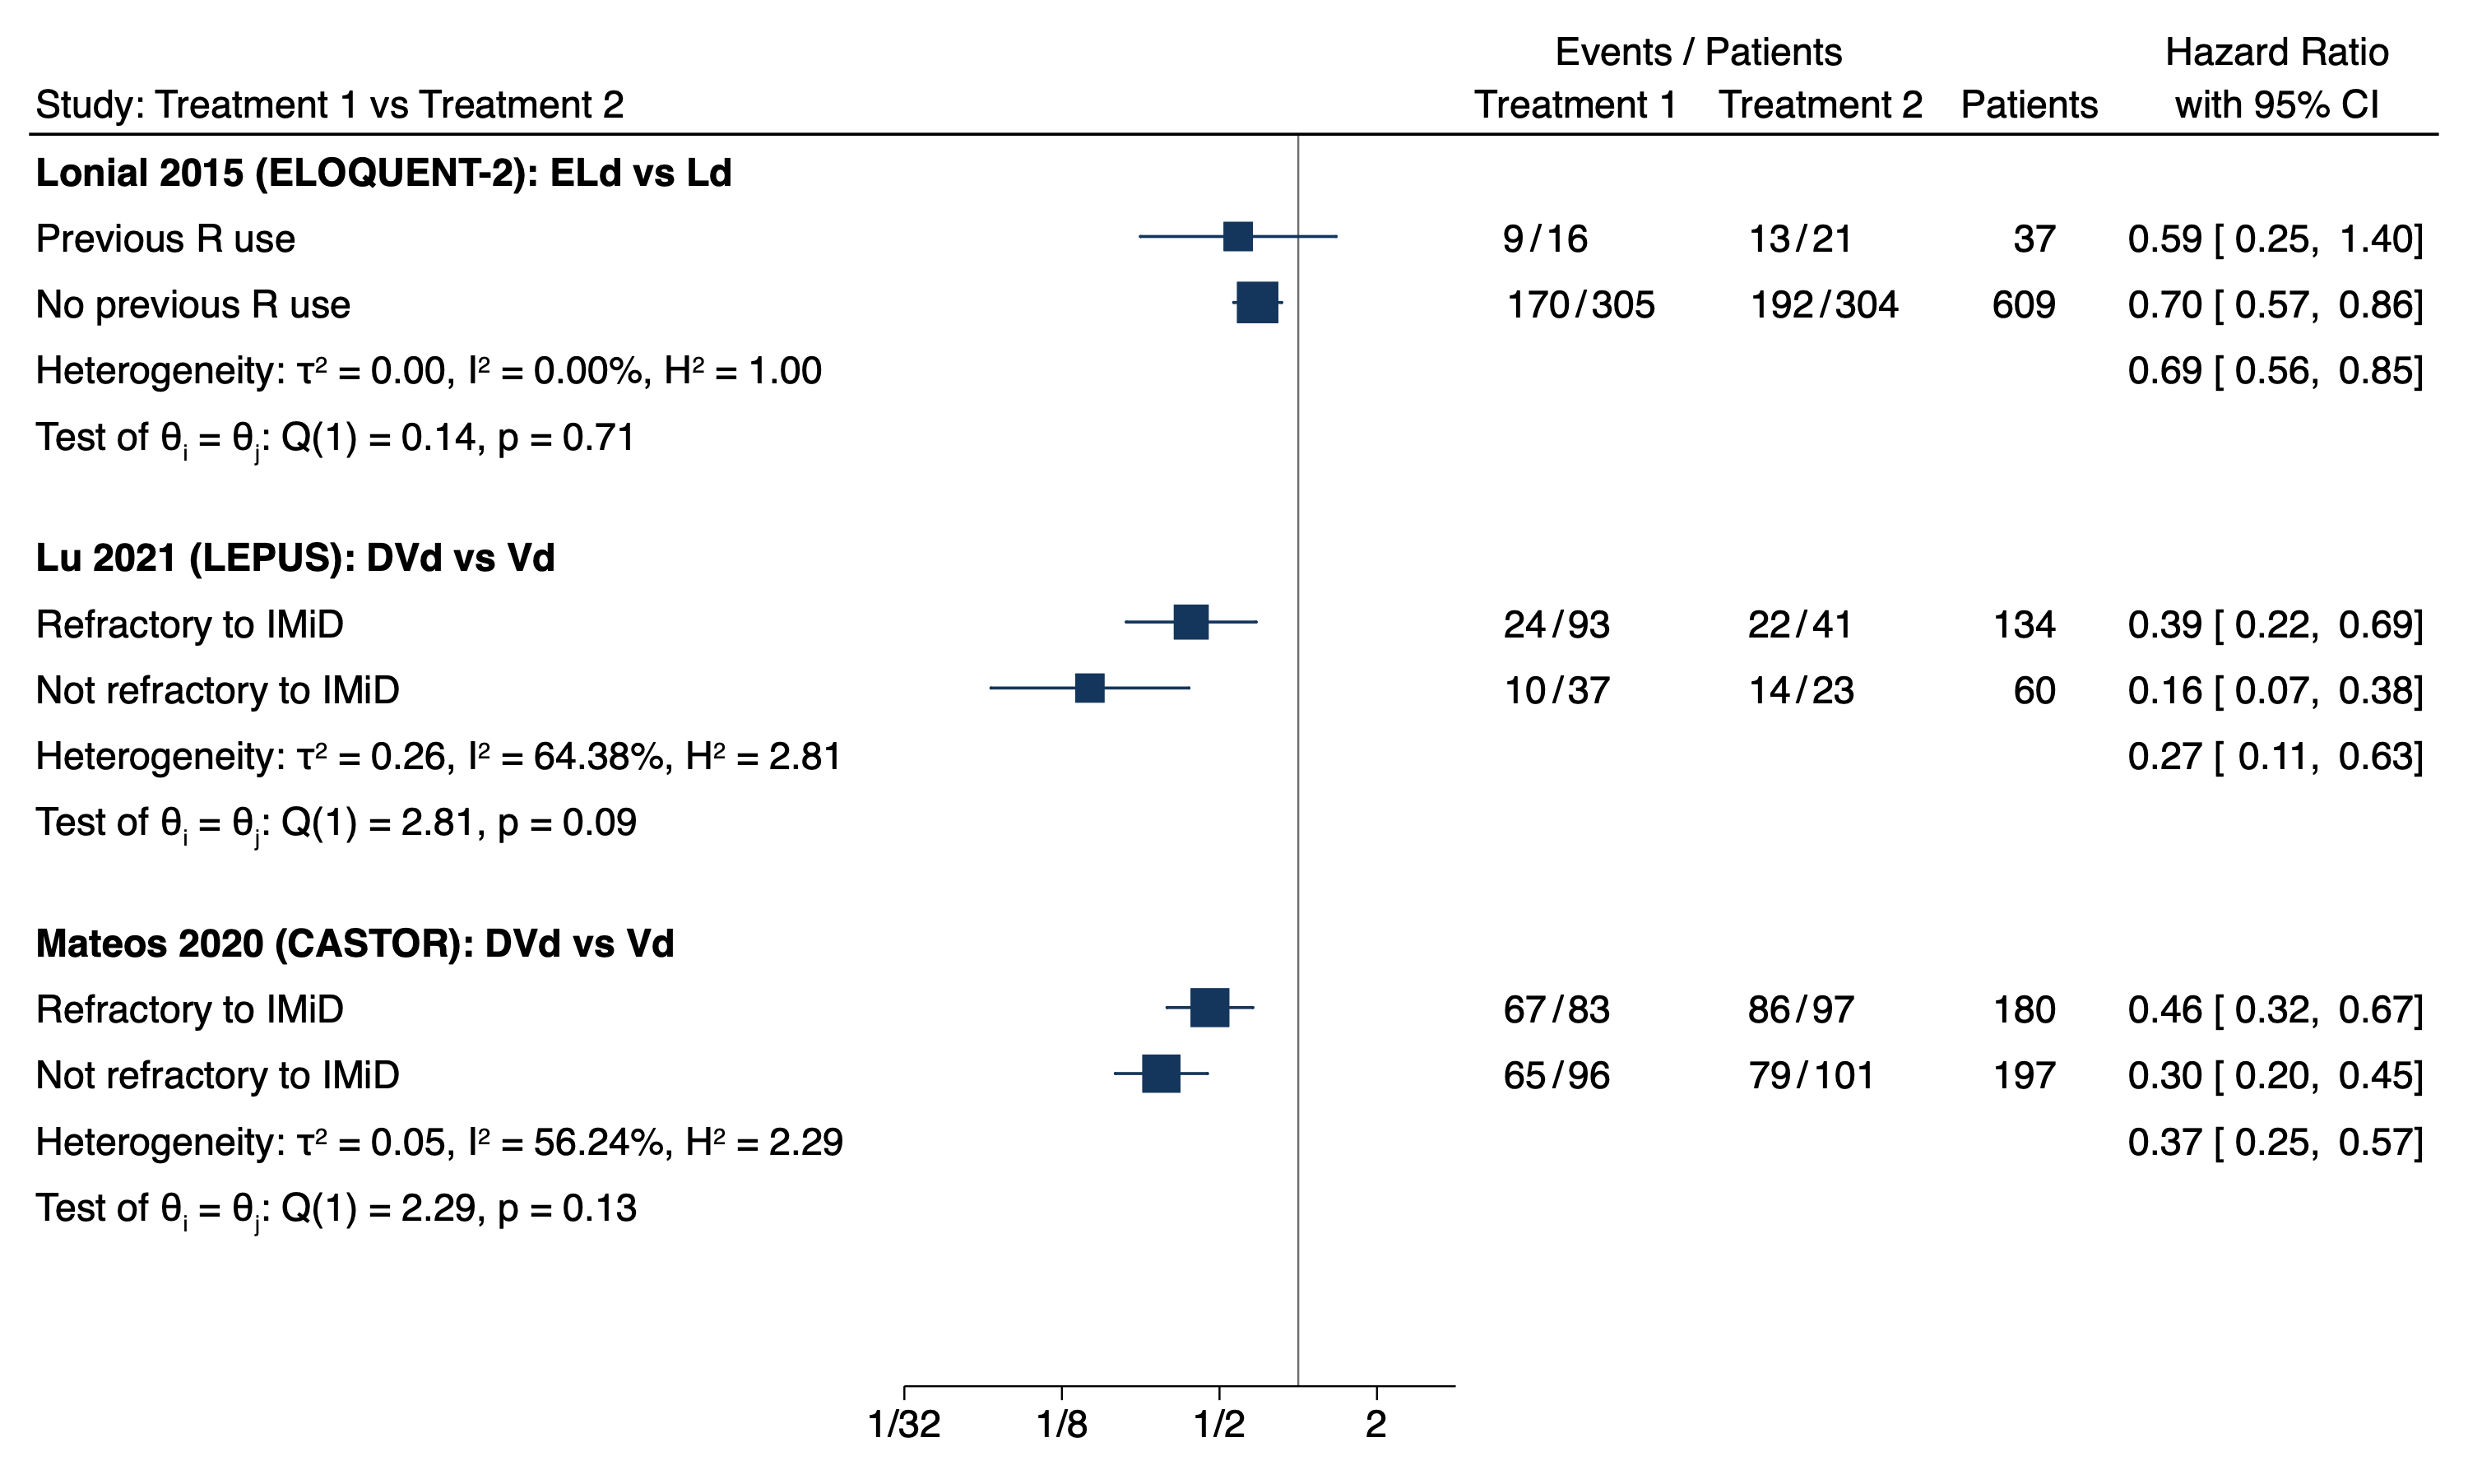 Events / Patients Hazard Ratio
Study: Treatment 1 vs Treatment 2 Treatment 1 Treatment 2 Patients with 95% CI
Lonial 2015 (ELOQUENT-2): ELd vs Ld
Previous R use 9/16 13/21 37 0.59 [ 0.25, 1.40]
No previous R use 170/305 192/304 609 0.70 [ 0.57, 0.86]
Heterogeneity: τ² = 0.00, I² = 0.00%, H² = 1.00 0.69 [ 0.56, 0.85]
Test of θi = θj: Q(1) = 0.14, p = 0.71
Lu 2021 (LEPUS): DVd vs Vd
Refractory to IMiD 24/93 22/41 134 0.39 [ 0.22, 0.69]
Not refractory to IMiD 10/37 14/23 60 0.16 [ 0.07, 0.38]
Heterogeneity: τ² = 0.26, I² = 64.38%, H² = 2.81 0.27 [ 0.11, 0.63]
Test of θi = θj: Q(1) = 2.81, p = 0.09
Mateos 2020 (CASTOR): DVd vs Vd
Refractory to IMiD 67/83 86/97 180 0.46 [ 0.32, 0.67]
Not refractory to IMiD 65/96 79/101 197 0.30 [ 0.20, 0.45]
Heterogeneity: τ² = 0.05, I² = 56.24%, H² = 2.29 0.37 [ 0.25, 0.57]
Test of θi = θj: Q(1) = 2.29, p = 0.13
1/32 1/8 1/2 2